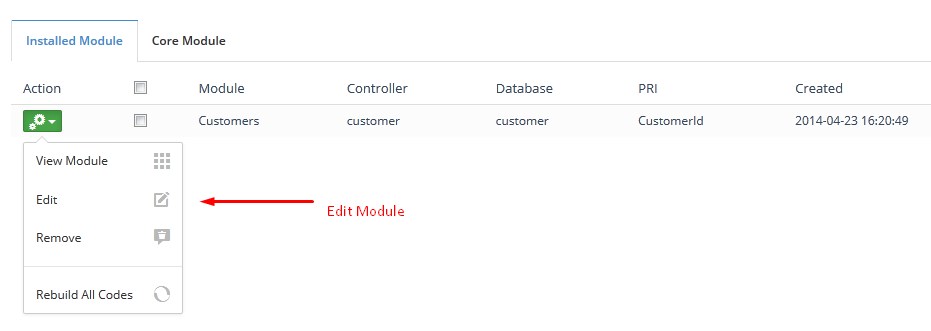 Installed Module Core Module
Action Module Controller Database PRI Created
Customers customer customer CustomerId 2014-04-23 16:20:49
View Module
Edit
Edit Module
Remove
Rebuild All Codes